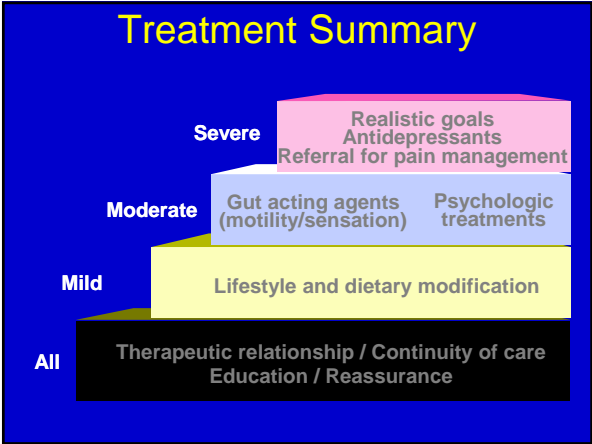 Treatment Summary
Severe
Realistic goals
Antidepressants
Referral for pain management
Moderate
Gut acting agents
(motility/sensation)
Psychologic
treatments
Mild
Lifestyle and dietary modification
All
Therapeutic relationship / Continuity of care
Education / Reassurance